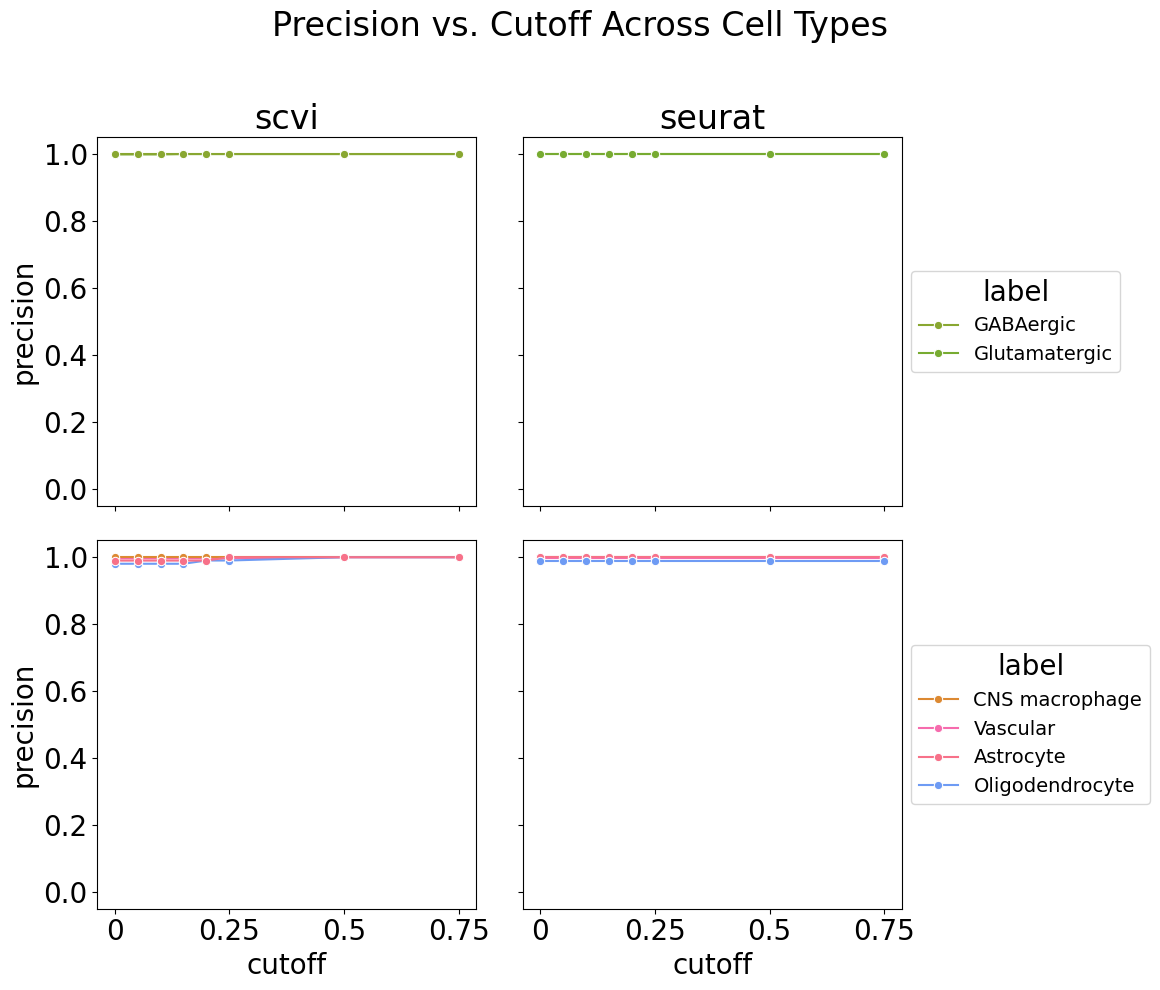 Precision vs. Cutoff Across Cell Types
scvi
seurat
1.0
0.8
0.6
0.4
0.2
0.0
precision
label
GABAergic
Glutamatergic
1.0
0.8
0.6
0.4
0.2
0.0
precision
label
CNS macrophage
Vascular
Astrocyte
Oligodendrocyte
0 0.25 0.5 0.75
cutoff
0 0.25 0.5 0.75
cutoff